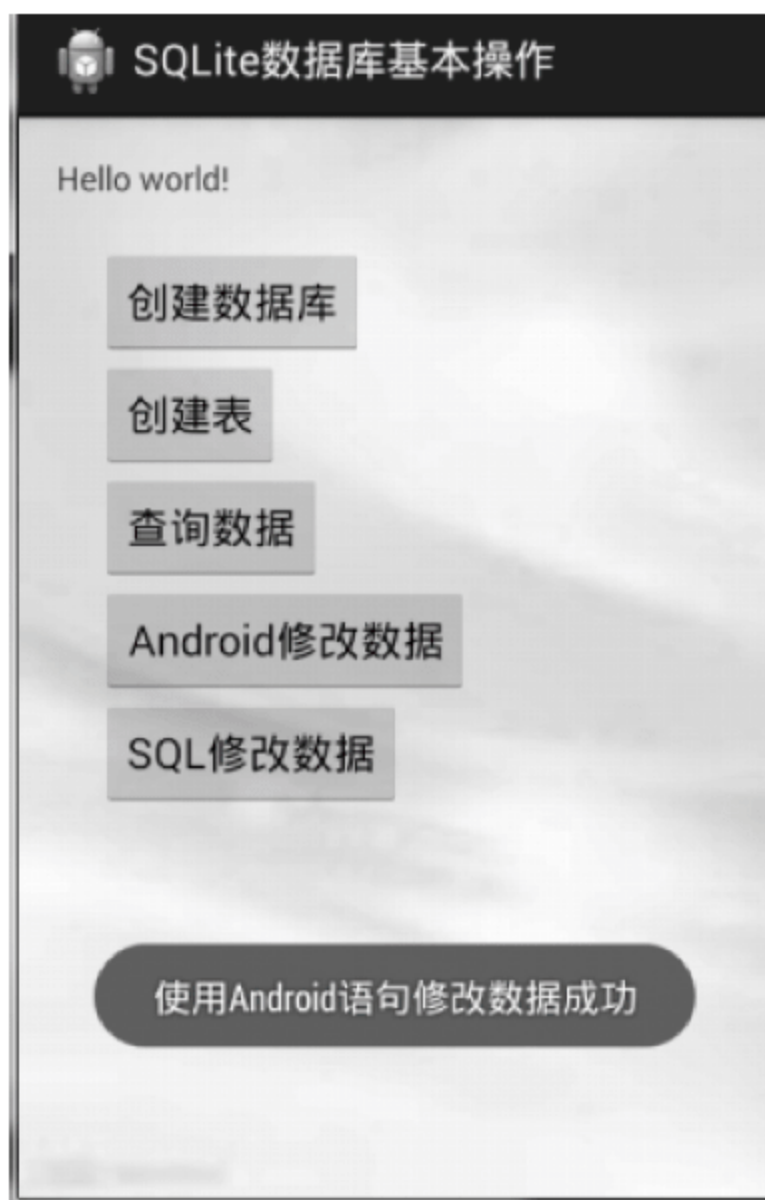 SQLite数据库基本操作
Hello world!
创建数据库
创建表
查询数据
Android修改数据
SQL修改数据
使用Android语句修改数据成功